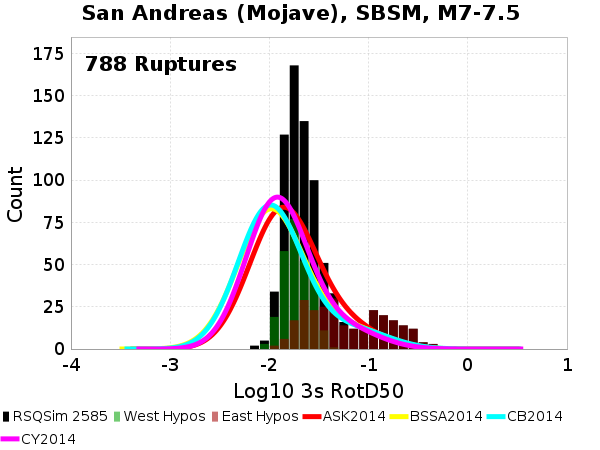 San Andreas (Mojave), SBSM, M7-7.5
788 Ruptures
175
150
125
100
75
50
25
0
Count
-4 -3 -2 -1 0 1
Log10 3s RotD50
RSQSim 2585 West Hypos East Hypos ASK2014 BSSA2014 CB2014
CY2014